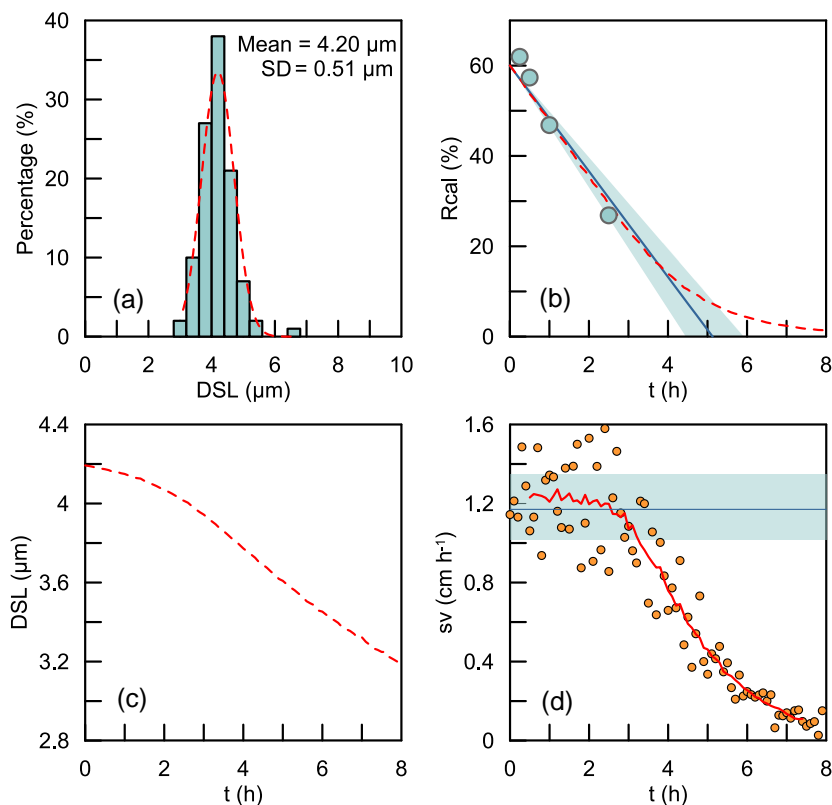 40
30
20
10
0
Percentage (%)
Mean = 4.20 µm
SD = 0.51 µm
(a)
0 2 4 6 8 10
DSL (µm)
60
40
20
0
Rcal (%)
(b)
0 2 4 6 8
t (h)
4.4
4
3.6
3.2
2.8
DSL (µm)
(c)
0 2 4 6 8
t (h)
1.6
1.2
0.8
0.4
0
sv (cm h⁻¹)
(d)
0 2 4 6 8
t (h)